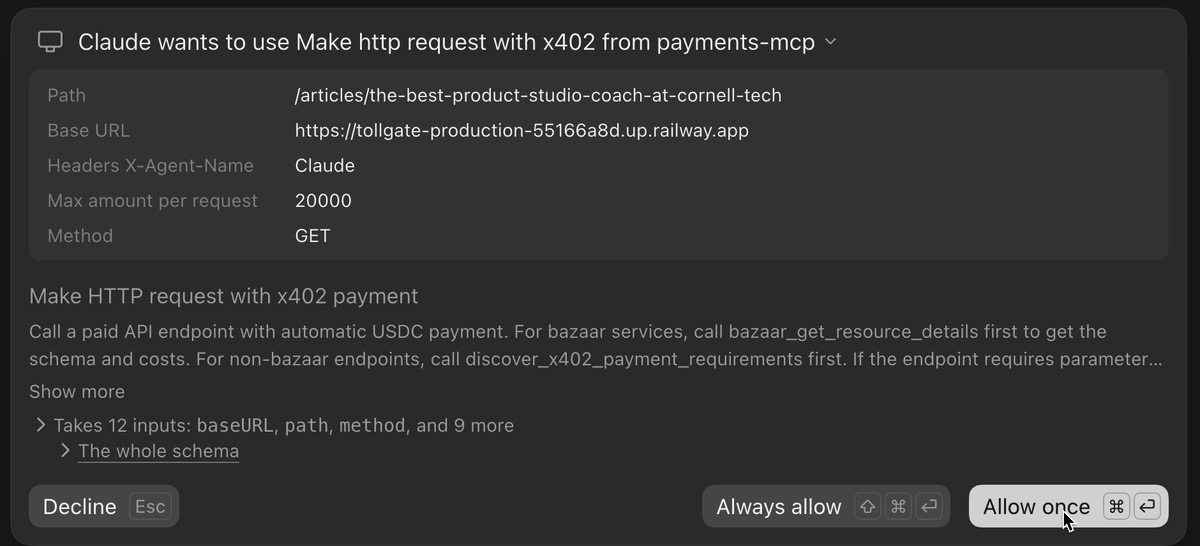 Claude wants to use Make http request with x402 from payments-mcp
Path /articles/the-best-product-studio-coach-at-cornell-tech
Base URL https://tollgate-production-55166a8d.up.railway.app
Headers X-Agent-Name Claude
Max amount per request 20000
Method GET
Make HTTP request with x402 payment
Call a paid API endpoint with automatic USDC payment. For bazaar services, call bazaar_get_resource_details first to get the
schema and costs. For non-bazaar endpoints, call discover_x402_payment_requirements first. If the endpoint requires parameter...
Show more
Takes 12 inputs: baseURL, path, method, and 9 more
The whole schema
Decline Esc Always allow ⇧ ⌘ ↵ Allow once ⌘ ↵